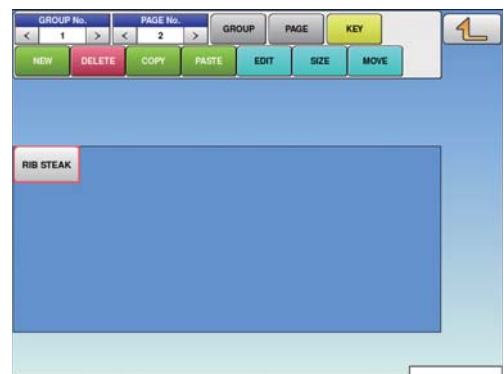 GROUP No. PAGE No.
< 1 > < 2 > GROUP PAGE KEY
NEW DELETE COPY PASTE EDIT SIZE MOVE
RIB STEAK